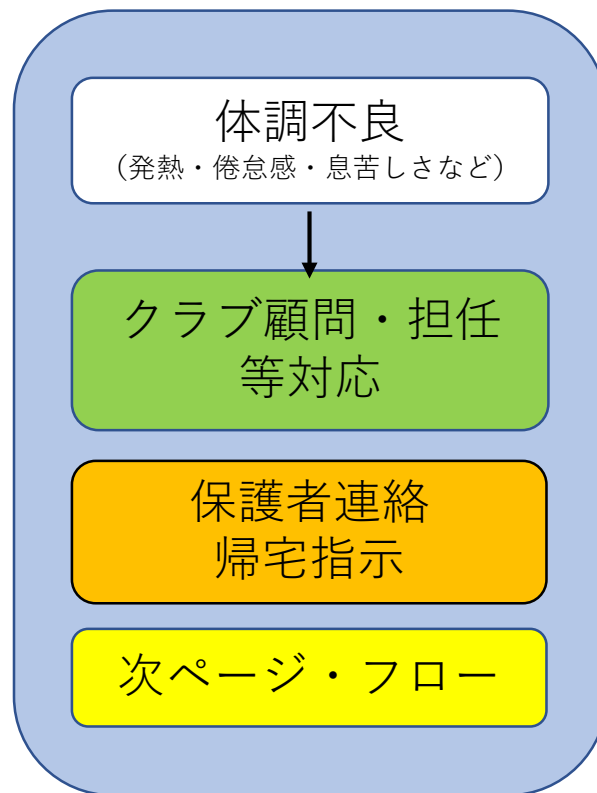 体調不良
（発熱・倦怠感・息苦しさなど）
クラブ顧問・担任
等対応
保護者連絡
帰宅指示
次ページ・フロー